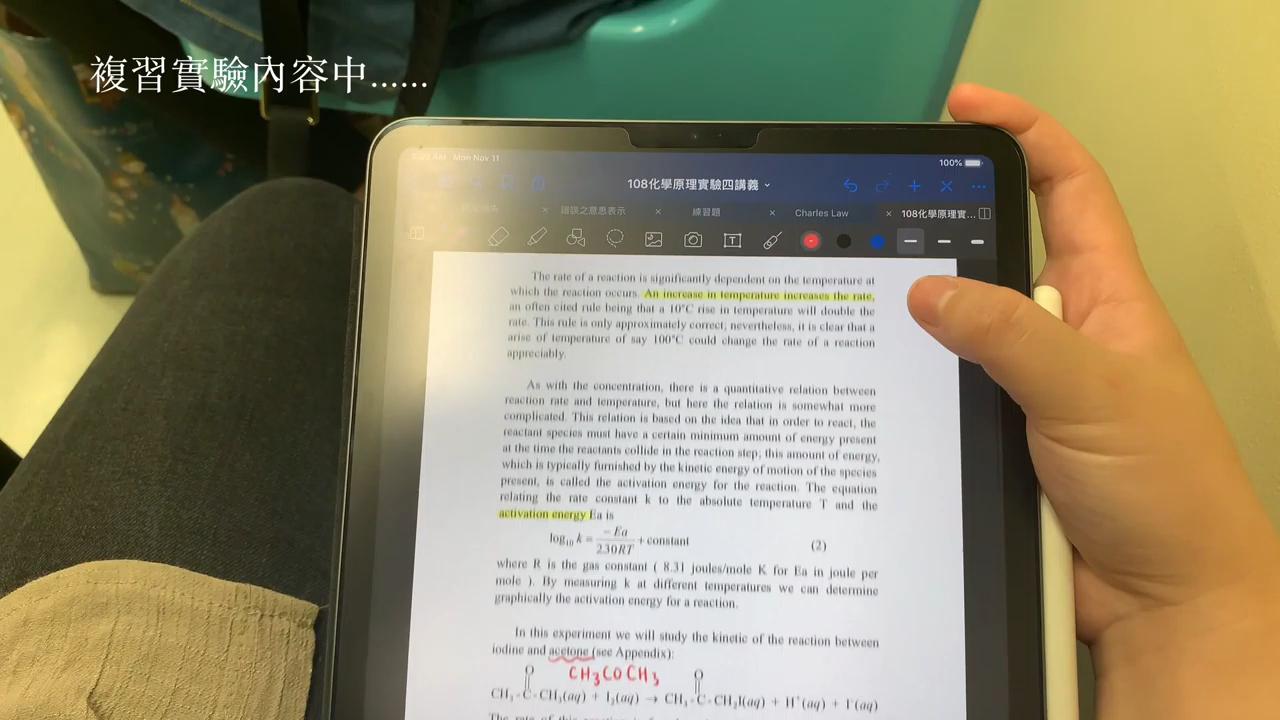 複習實驗內容中......
AM Mon Nov 11
100%
108化學原理實驗四講義
誤差之意思表示
練習題
Charles Law
108化學原理實...
The rate of a reaction is significantly dependent on the temperature at
which the reaction occurs. An increase in temperature increases the rate,
an often cited rule being that a 10°C rise in temperature will double the
rate. This rule is only approximately correct; nevertheless, it is clear that a
arise of temperature of say 100°C could change the rate of a reaction
appreciably.
As with the concentration, there is a quantitative relation between
reaction rate and temperature, but here the relation is somewhat more
complicated. This relation is based on the idea that in order to react, the
reactant species must have a certain minimum amount of energy present
at the time the reactants collide in the reaction step; this amount of energy,
which is typically furnished by the kinetic energy of motion of the species
present, is called the activation energy for the reaction. The equation
relating the rate constant k to the absolute temperature T and the
activation energy Ea is
log₁₀ k = −Ea / 2.30RT + constant (2)
where R is the gas constant ( 8.31 joules/mole K for Ea in joule per
mole ). By measuring k at different temperatures we can determine
graphically the activation energy for a reaction.
In this experiment we will study the kinetic of the reaction between
iodine and acetone (see Appendix):
CH3COCH3
O O
CH₃-C-CH₃(aq) + I₂(aq) → CH₃-C-CH₂I(aq) + H⁺(aq) + I⁻(aq)